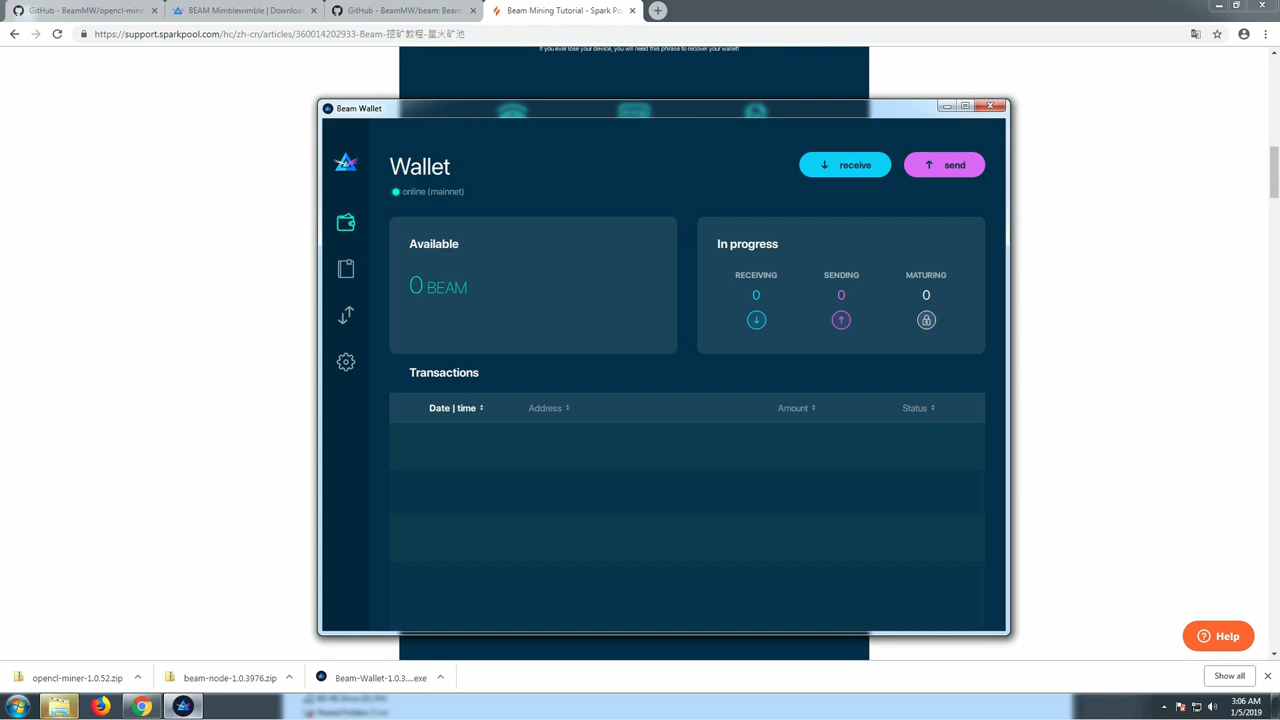 GitHub - BeamMW/opencl-mine
BEAM Mimblewimble | Downloa
GitHub - BeamMW/beam: Beam
Beam Mining Tutorial - Spark Po
https://support.sparkpool.com/hc/zh-cn/articles/360014202933-Beam-挖矿教程-星火矿池
If you ever lose your device, you will need this phrase to recover your wallet!
Beam Wallet
Wallet
receive
send
online (mainnet)
Available
In progress
RECEIVING
SENDING
MATURING
0 BEAM
0
0
0
Transactions
Date | time
Address
Amount
Status
Help
opencl-miner-1.0.52.zip
beam-node-1.0.3976.zip
Beam-Wallet-1.0.3....exe
Show all
3:06 AM
1/5/2019